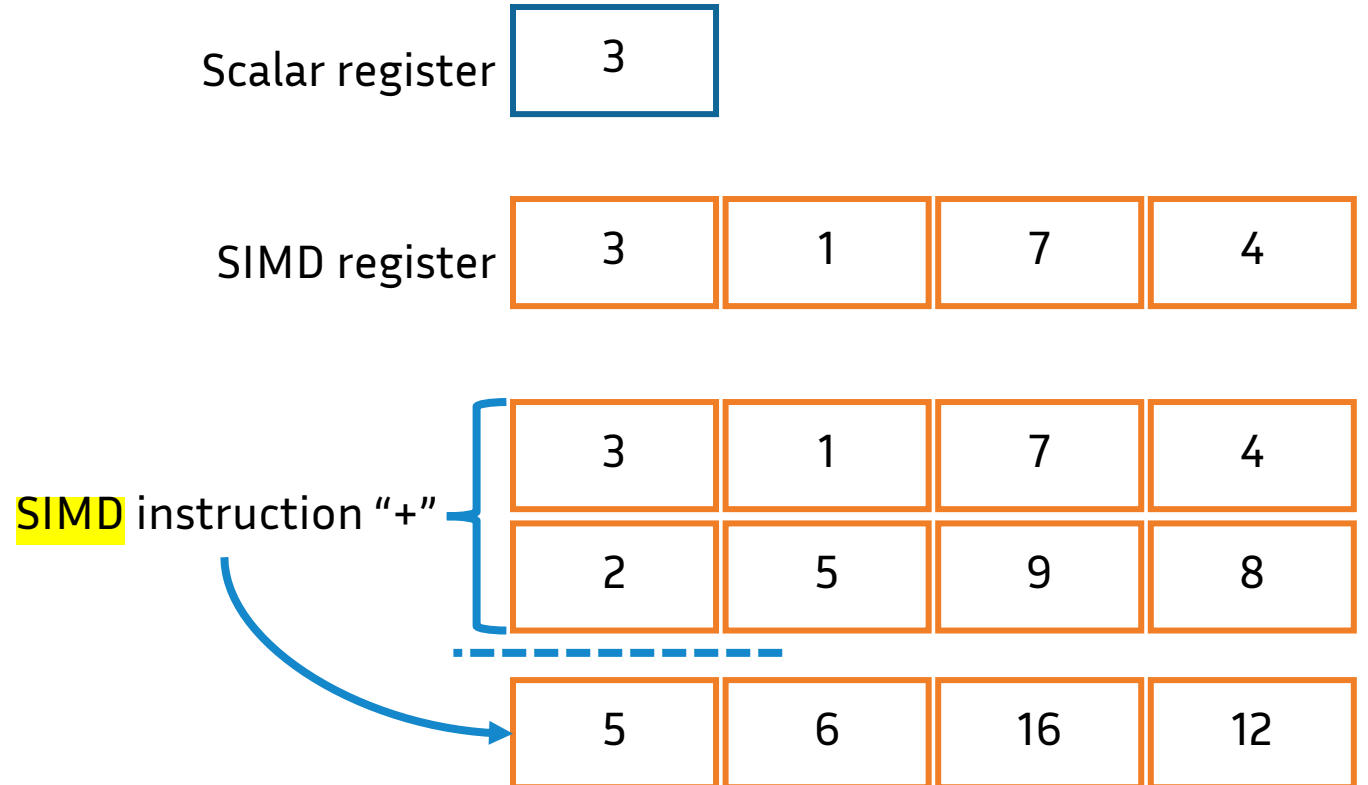 Scalar register 3
SIMD register 3 1 7 4
3 1 7 4
SIMD instruction “+”
2 5 9 8
5 6 16 12